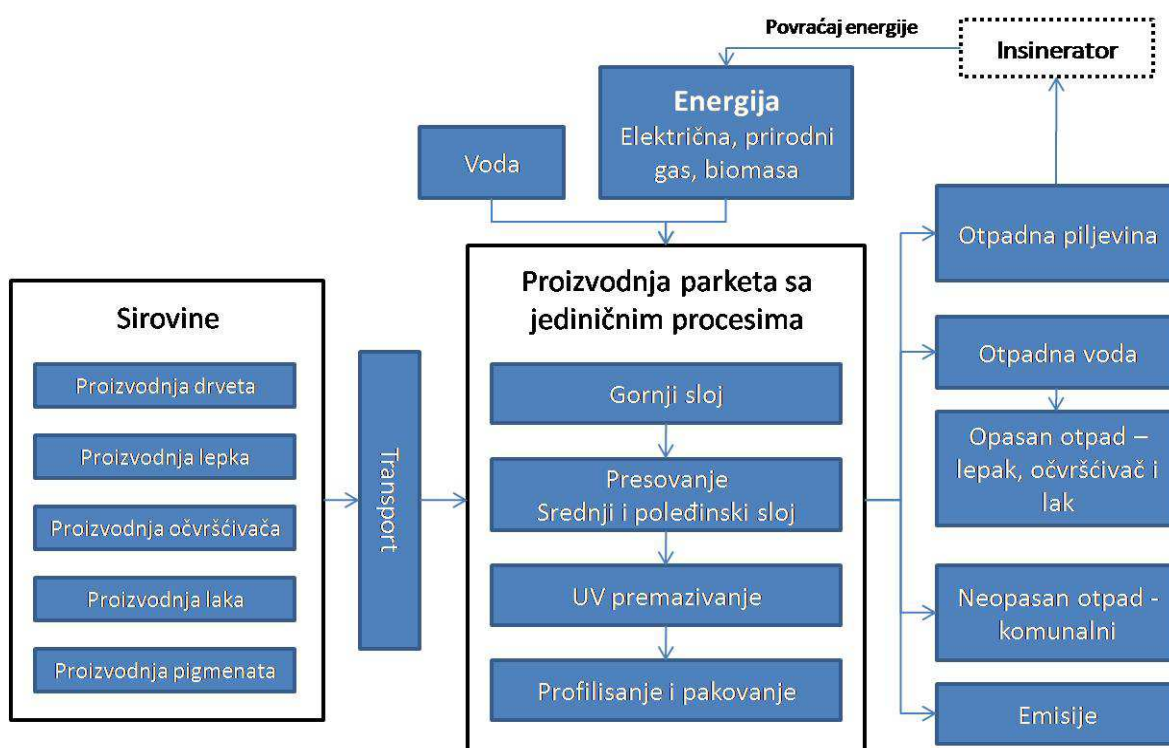 Povraćaj energije
Insinerator
Energija
Električna, prirodni
gas, biomasa
Voda
Sirovine
Proizvodnja drveta
Proizvodnja lepka
Proizvodnja očvršćivača
Proizvodnja laka
Proizvodnja pigmenata
Transport
Proizvodnja parketa sa
jediničnim procesima
Gornji sloj
Presovanje
Srednji i poleđinski sloj
UV premazivanje
Profilisanje i pakovanje
Otpadna piljevina
Otpadna voda
Opasan otpad –
lepak, očvršćivač i
lak
Neopasan otpad -
komunalni
Emisije